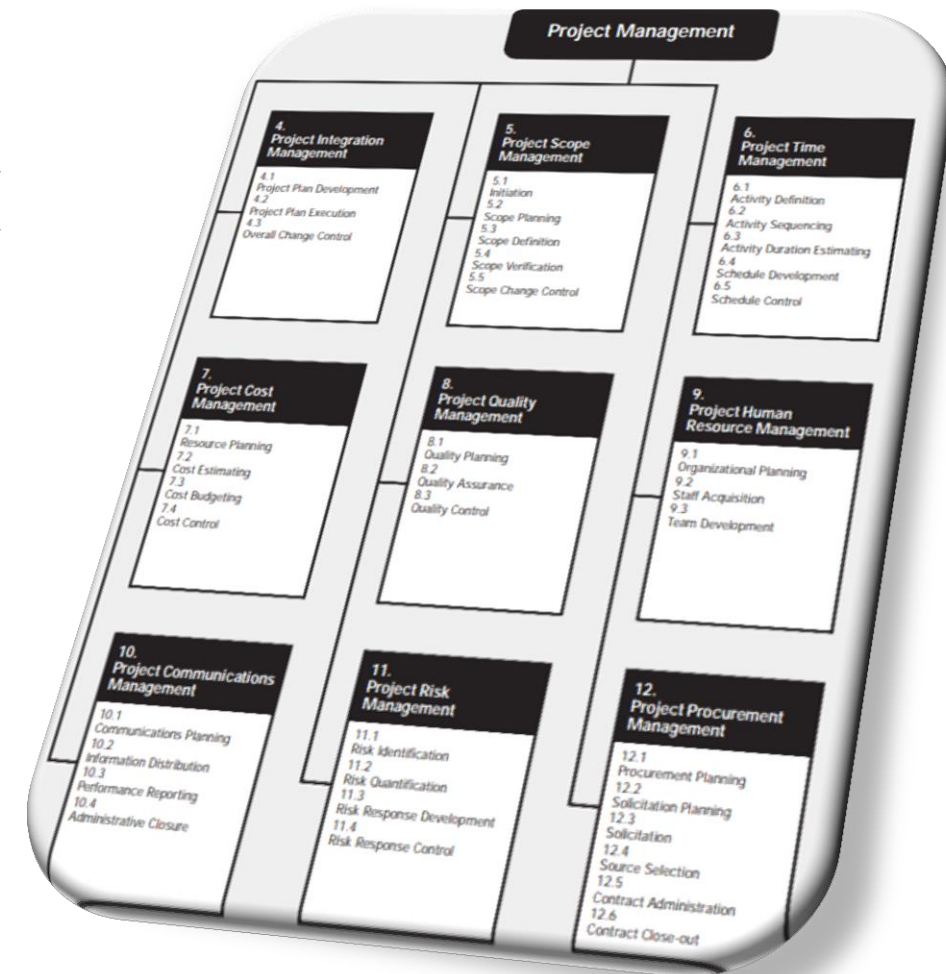 Project Management
4.
Project Integration
Management
4.1
Project Plan Development
4.2
Project Plan Execution
4.3
Overall Change Control
5.
Project Scope
Management
5.1
Initiation
5.2
Scope Planning
5.3
Scope Definition
5.4
Scope Verification
5.5
Scope Change Control
6.
Project Time
Management
6.1
Activity Definition
6.2
Activity Sequencing
6.3
Activity Duration Estimating
6.4
Schedule Development
6.5
Schedule Control
7.
Project Cost
Management
7.1
Resource Planning
7.2
Cost Estimating
7.3
Cost Budgeting
7.4
Cost Control
8.
Project Quality
Management
8.1
Quality Planning
8.2
Quality Assurance
8.3
Quality Control
9.
Project Human
Resource Management
9.1
Organizational Planning
9.2
Staff Acquisition
9.3
Team Development
10.
Project Communications
Management
10.1
Communications Planning
10.2
Information Distribution
10.3
Performance Reporting
10.4
Administrative Closure
11.
Project Risk
Management
11.1
Risk Identification
11.2
Risk Quantification
11.3
Risk Response Development
11.4
Risk Response Control
12.
Project Procurement
Management
12.1
Procurement Planning
12.2
Solicitation Planning
12.3
Solicitation
12.4
Source Selection
12.5
Contract Administration
12.6
Contract Close-out